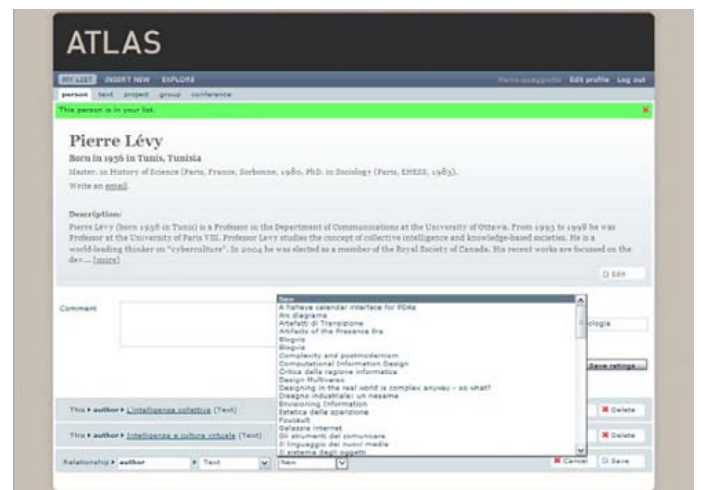 ATLAS
MY LIST INSERT NEW EXPLORE Edit profile Log out
person text project group conference
This person is in your list.
Pierre Lévy
Born in 1956 in Tunis, Tunisia
Master. in History of Science (Paris, France, Sorbonne, 1980, PhD. in Sociology (Paris, EHESS, 1983).
Write an email.
Description:
Pierre Lévy (born 1956 in Tunis) is a Professor in the Department of Communications at the University of Ottawa. From 1993 to 1998 he was
Professor at the University of Paris VIII. Professor Levy studies the concept of collective intelligence and knowledge-based societies. He is a
world-leading thinker on "cyberculture". In 2004 he was elected as a member of the Royal Society of Canada. His recent works are focussed on the
dev... [more]
Edit
Comment
New
A fisheye calendar interface for PDAs
Arc diagrams
Artefatti di Transizione
Artifacts of the Presence Era
Blogviz
Blogviz
Complexity and postmodernism
Computational Information Design
Critica della ragione informatica
Design Multiverso
Designing in the real world is complex anyway - so what?
Disegno industriale: un riesame
Envisioning Information
Estetica della sparizione
Foucault
Galassia Internet
Gli strumenti del comunicare
Il linguaggio dei nuovi media
Il sistema degli oggetti
ologia
Save ratings
This author L'intelligenza collettiva (Text) Delete
This author Intelligenza e cultura virtuale (Text) Delete
Relationship author Text New Cancel Save